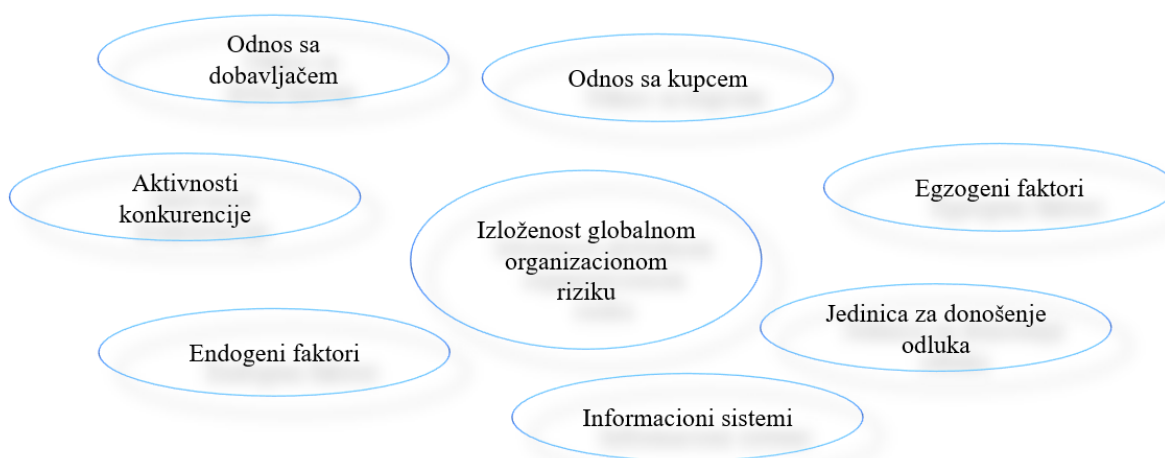 Odnos sa
dobavljačem
Odnos sa kupcem
Aktivnosti
konkurencije
Egzogeni faktori
Izloženost globalnom
organizacionom
riziku
Jedinica za donošenje
odluka
Endogeni faktori
Informacioni sistemi